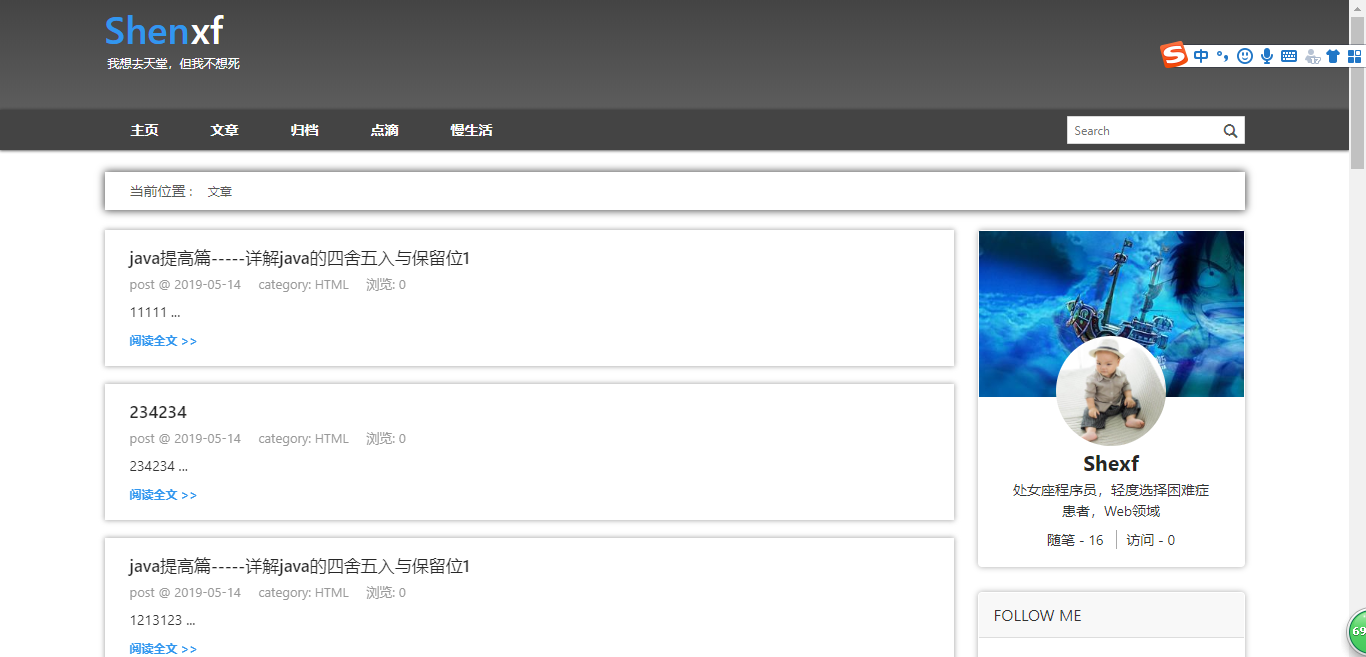 Shenxf
我想去天堂，但我不想死
中
主页 文章 归档 点滴 慢生活 Search
当前位置： 文章
java提高篇-----详解java的四舍五入与保留位1
post @ 2019-05-14 category: HTML 浏览: 0
11111 ...
阅读全文 >>
234234
post @ 2019-05-14 category: HTML 浏览: 0
234234 ...
阅读全文 >>
java提高篇-----详解java的四舍五入与保留位1
post @ 2019-05-14 category: HTML 浏览: 0
1213123 ...
阅读全文 >>
Shexf
处女座程序员，轻度选择困难症
患者，Web领域
随笔 - 16 访问 - 0
FOLLOW ME
69